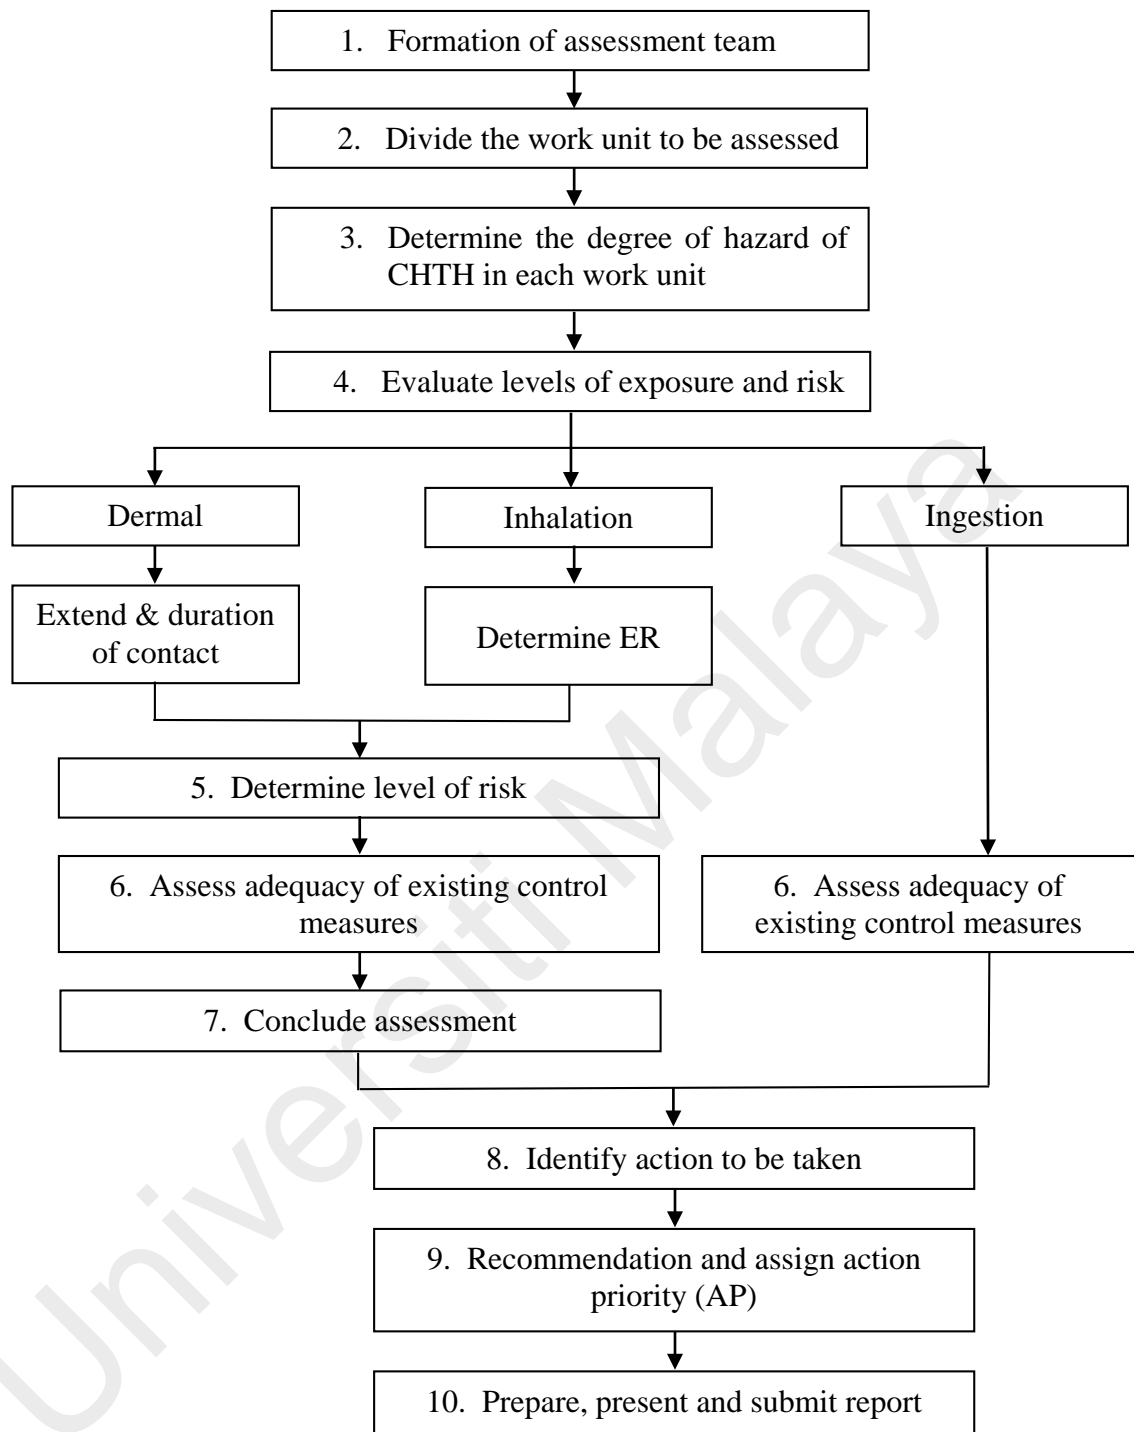 1. Formation of assessment team
2. Divide the work unit to be assessed
3. Determine the degree of hazard of
CHTH in each work unit
4. Evaluate levels of exposure and risk
Dermal
Inhalation
Ingestion
Extend & duration
of contact
Determine ER
5. Determine level of risk
6. Assess adequacy of existing control
measures
6. Assess adequacy of
existing control measures
7. Conclude assessment
8. Identify action to be taken
9. Recommendation and assign action
priority (AP)
10. Prepare, present and submit report
Universiti Malaya